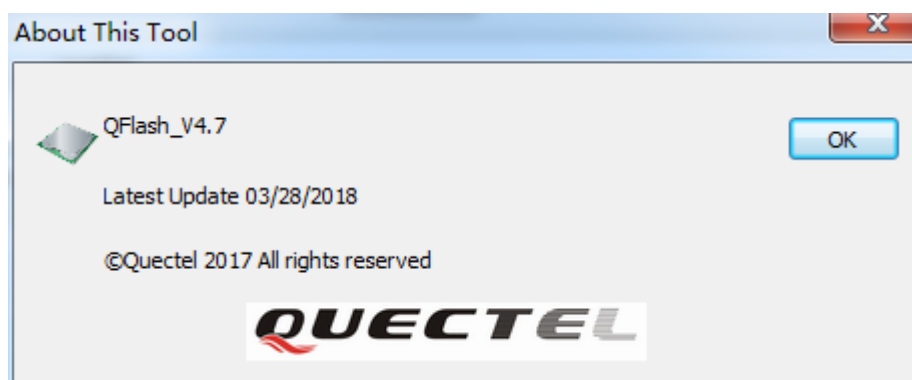 About This Tool
QFlash_V4.7
OK
Latest Update 03/28/2018
©Quectel 2017 All rights reserved
QUECTEL